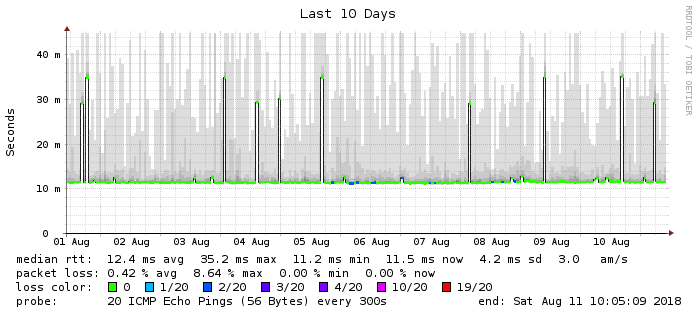 Last 10 Days
RRDTOOL / TOBI OETIKER
Seconds
40 m
30 m
20 m
10 m
0
01 Aug 02 Aug 03 Aug 04 Aug 05 Aug 06 Aug 07 Aug 08 Aug 09 Aug 10 Aug
median rtt: 12.4 ms avg 35.2 ms max 11.2 ms min 11.5 ms now 4.2 ms sd 3.0 am/s
packet loss: 0.42 % avg 8.64 % max 0.00 % min 0.00 % now
loss color: 0 1/20 2/20 3/20 4/20 10/20 19/20
probe: 20 ICMP Echo Pings (56 Bytes) every 300s end: Sat Aug 11 10:05:09 2018